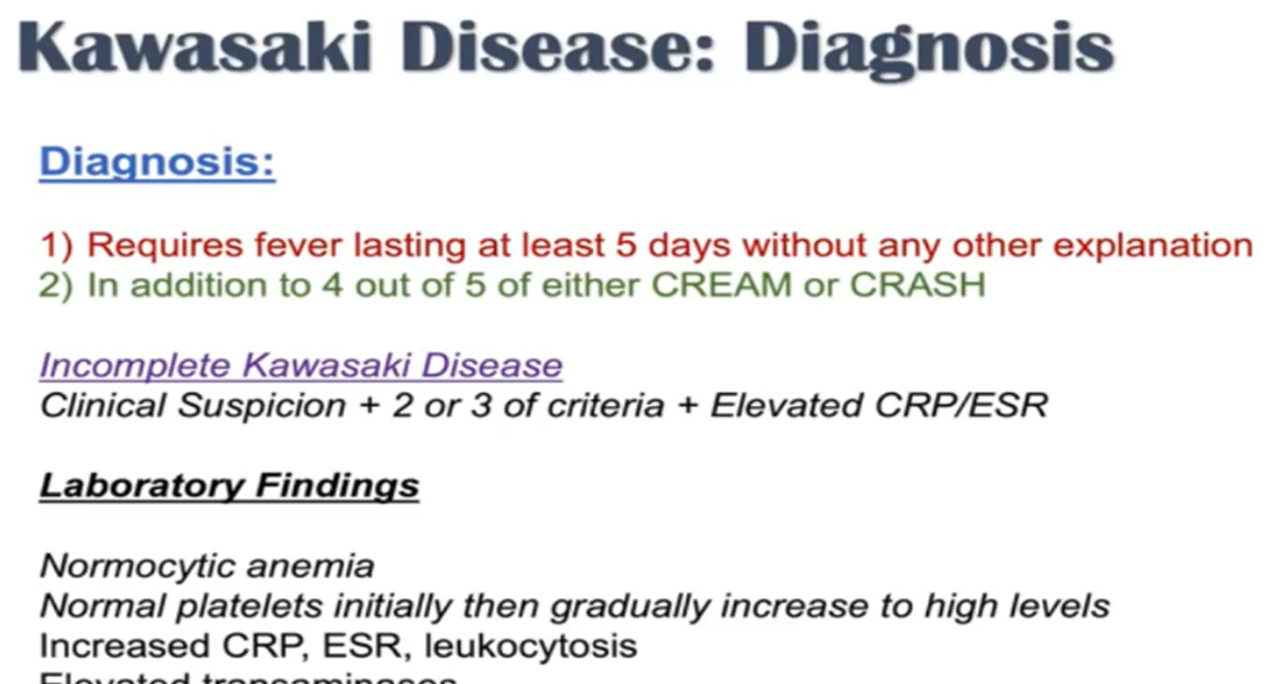 Kawasaki Disease: Diagnosis
Diagnosis:
1) Requires fever lasting at least 5 days without any other explanation
2) In addition to 4 out of 5 of either CREAM or CRASH
Incomplete Kawasaki Disease
Clinical Suspicion + 2 or 3 of criteria + Elevated CRP/ESR
Laboratory Findings
Normocytic anemia
Normal platelets initially then gradually increase to high levels
Increased CRP, ESR, leukocytosis
Elevated transaminases